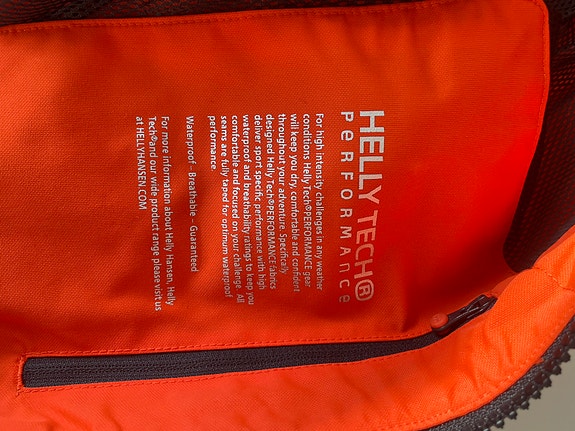 HELLY TECH®
PERFORMANCE
For high intensity challenges in any weather
conditions Helly Tech®PERFORMANCE gear
will keep you dry, comfortable and confident
throughout your adventure. Specifically
designed Helly Tech®PERFORMANCE fabrics
deliver sport specific performance with high
waterproof and breathability ratings to keep you
comfortable and focused on your challenge. All
seams are fully taped for optimum waterproof
performance.
Waterproof - Breathable - Guaranteed
For more information about Helly Hansen, Helly
Tech®and our wide product range please visit us
at HELLYHANSEN.COM